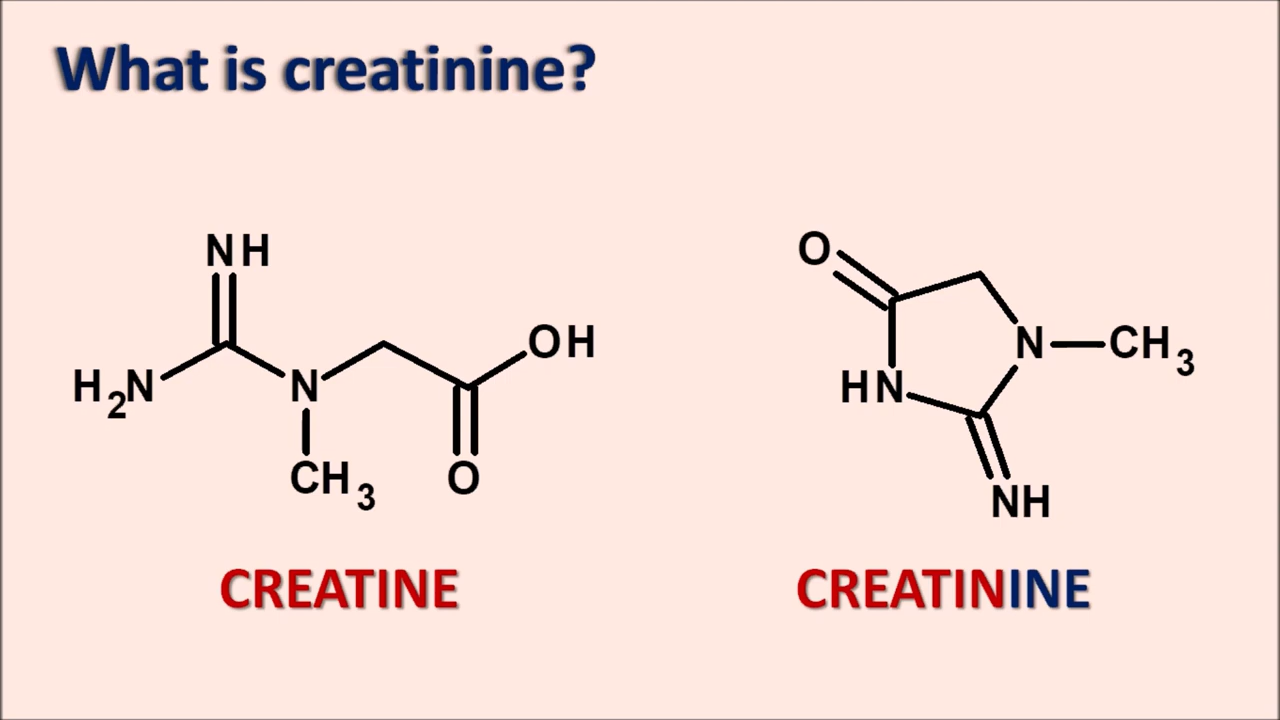 What is creatinine?
NH
H2N
N
CH3
OH
O
O
HN
N
CH3
NH
CREATINE
CREATININE